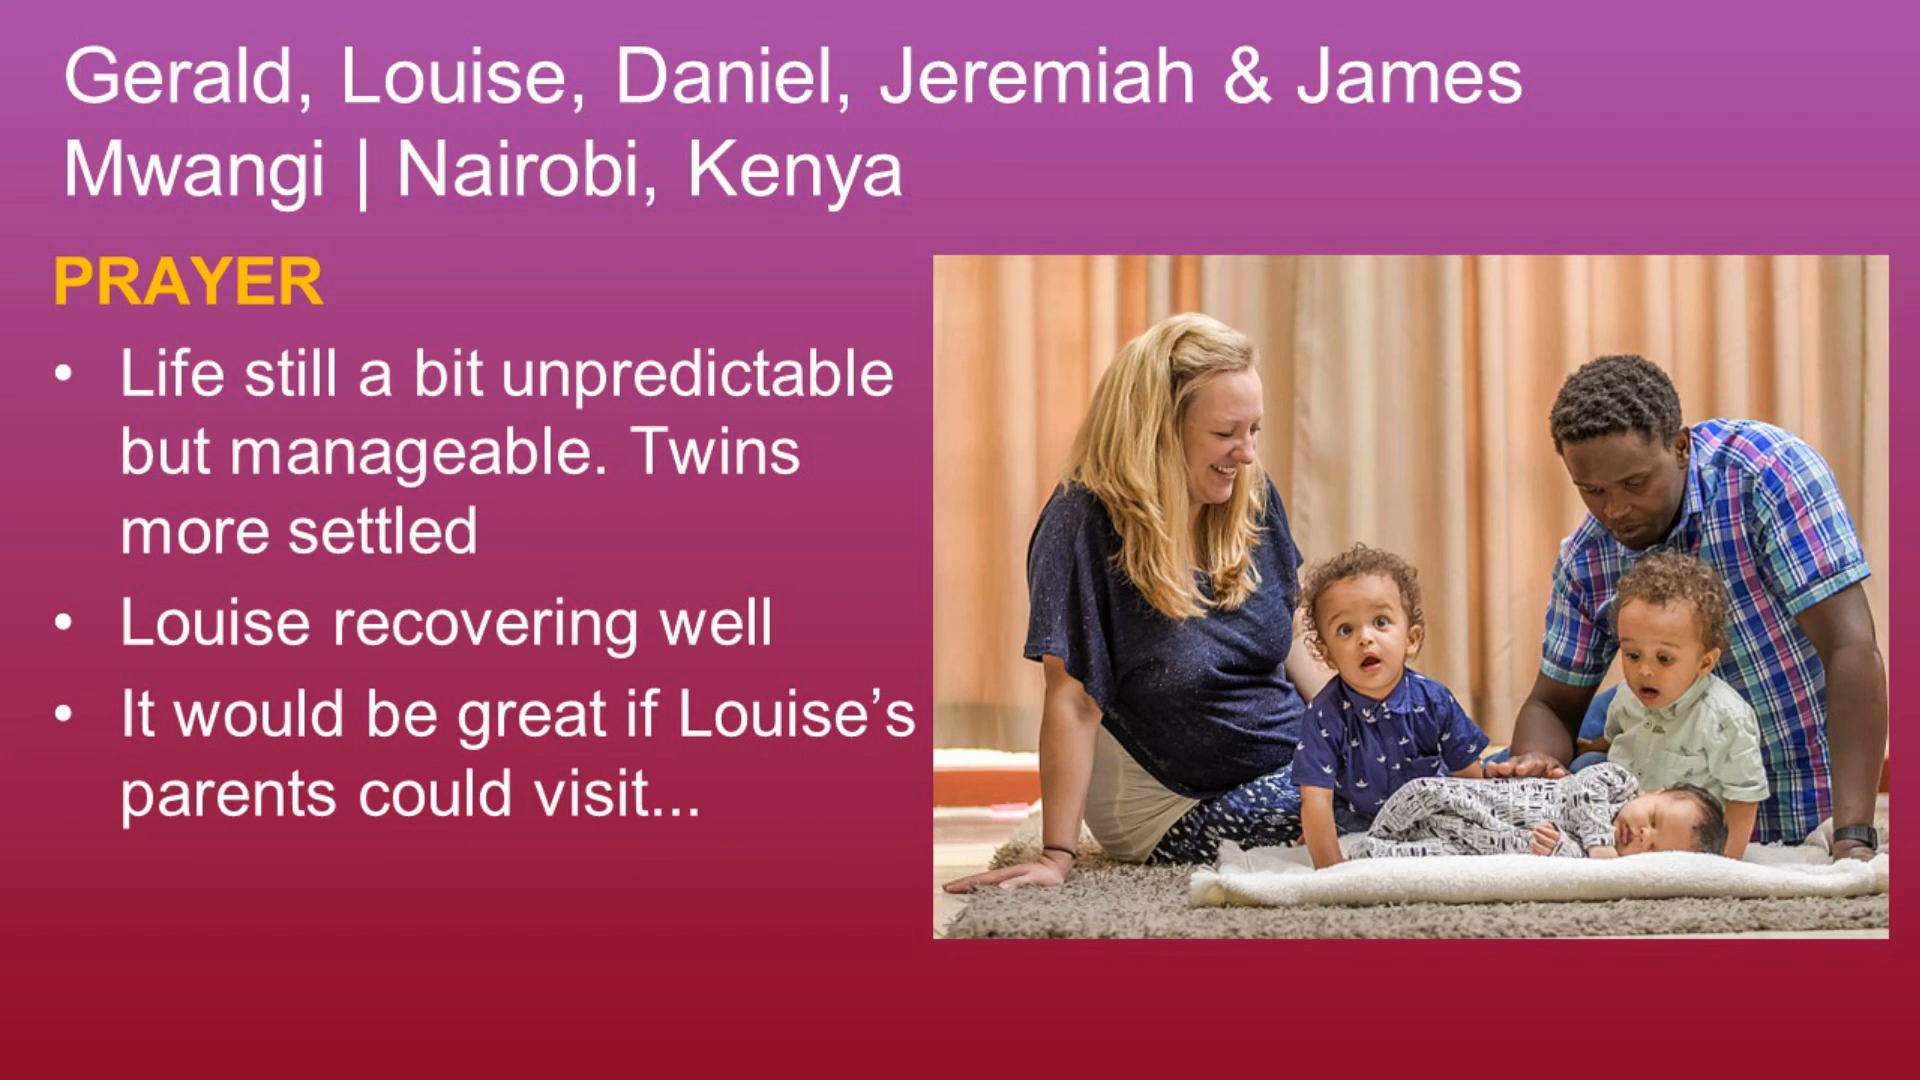 Gerald, Louise, Daniel, Jeremiah & James
Mwangi | Nairobi, Kenya
PRAYER
• Life still a bit unpredictable
but manageable. Twins
more settled
• Louise recovering well
• It would be great if Louise’s
parents could visit...